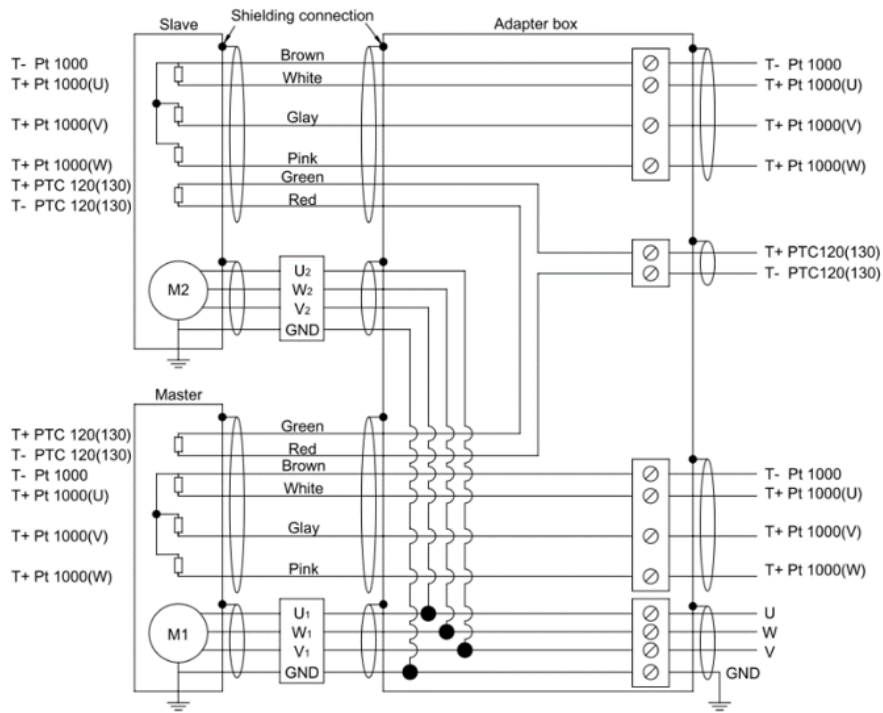 Slave
Shielding connection
Adapter box
T- Pt 1000
Brown
T- Pt 1000
T+ Pt 1000(U)
White
T+ Pt 1000(U)
T+ Pt 1000(V)
Glay
T+ Pt 1000(V)
T+ Pt 1000(W)
Pink
T+ Pt 1000(W)
T+ PTC 120(130)
Green
T- PTC 120(130)
Red
T+ PTC120(130)
T- PTC120(130)
M2
U2
W2
V2
GND
Master
T+ PTC 120(130)
Green
T- PTC 120(130)
Red
T- Pt 1000
Brown
T- Pt 1000
T+ Pt 1000(U)
White
T+ Pt 1000(U)
T+ Pt 1000(V)
Glay
T+ Pt 1000(V)
T+ Pt 1000(W)
Pink
T+ Pt 1000(W)
M1
U1
U
W1
W
V1
V
GND
GND